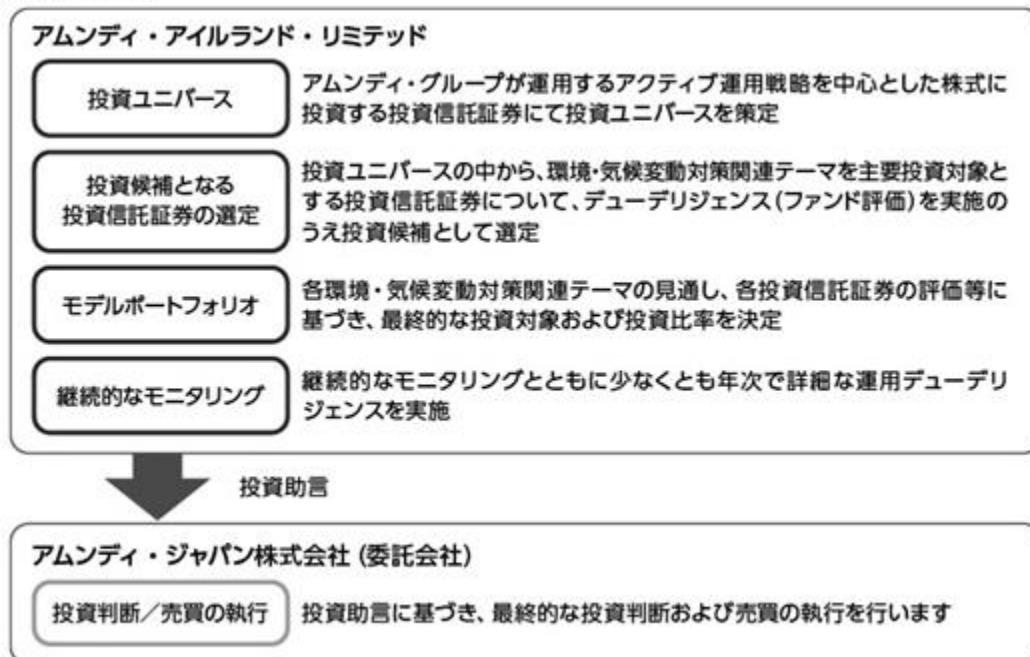 アムンディ・アイルランド・リミテッド
投資ユニバース
アムンディ・グループが運用するアクティブ運用戦略を中心とした株式に
投資する投資信託証券にて投資ユニバースを策定
投資候補となる
投資信託証券の選定
投資ユニバースの中から、環境・気候変動対策関連テーマを主要投資対象と
する投資信託証券について、デューデリジェンス(ファンド評価)を実施の
うえ投資候補として選定
モデルポートフォリオ
各環境・気候変動対策関連テーマの見通し、各投資信託証券の評価等に
基づき、最終的な投資対象および投資比率を決定
継続的なモニタリング
継続的なモニタリングとともに少なくとも年次で詳細な運用デューデリ
ジェンスを実施
投資助言
アムンディ・ジャパン株式会社 (委託会社)
投資判断/売買の執行
投資助言に基づき、最終的な投資判断および売買の執行を行います